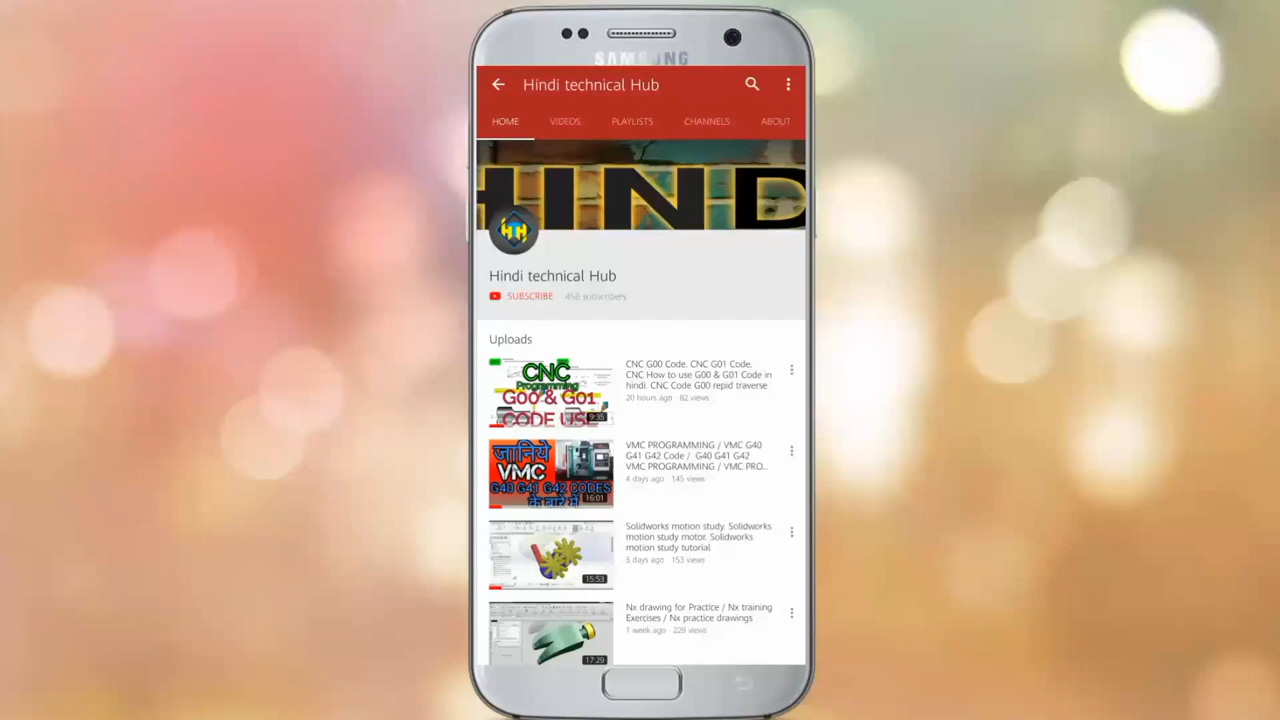 SAMSUNG
Hindi technical Hub
HOME VIDEOS PLAYLISTS CHANNELS ABOUT
HIND
HTH
Hindi technical Hub
SUBSCRIBE 458 subscribers
Uploads
CNC
Programming
G00 & G01
CODE USE
9:35
CNC G00 Code. CNC G01 Code.
CNC How to use G00 & G01 Code in
hindi. CNC Code G00 repid traverse
20 hours ago · 82 views
जानिये
VMC
G40 G41 G42 CODES
के बारे में
16:01
VMC PROGRAMMING / VMC G40
G41 G42 Code / G40 G41 G42
VMC PROGRAMMING / VMC PRO...
4 days ago · 145 views
15:53
Solidworks motion study. Solidworks
motion study motor. Solidworks
motion study tutorial
5 days ago · 153 views
17:29
Nx drawing for Practice / Nx training
Exercises / Nx practice drawings
1 week ago · 229 views